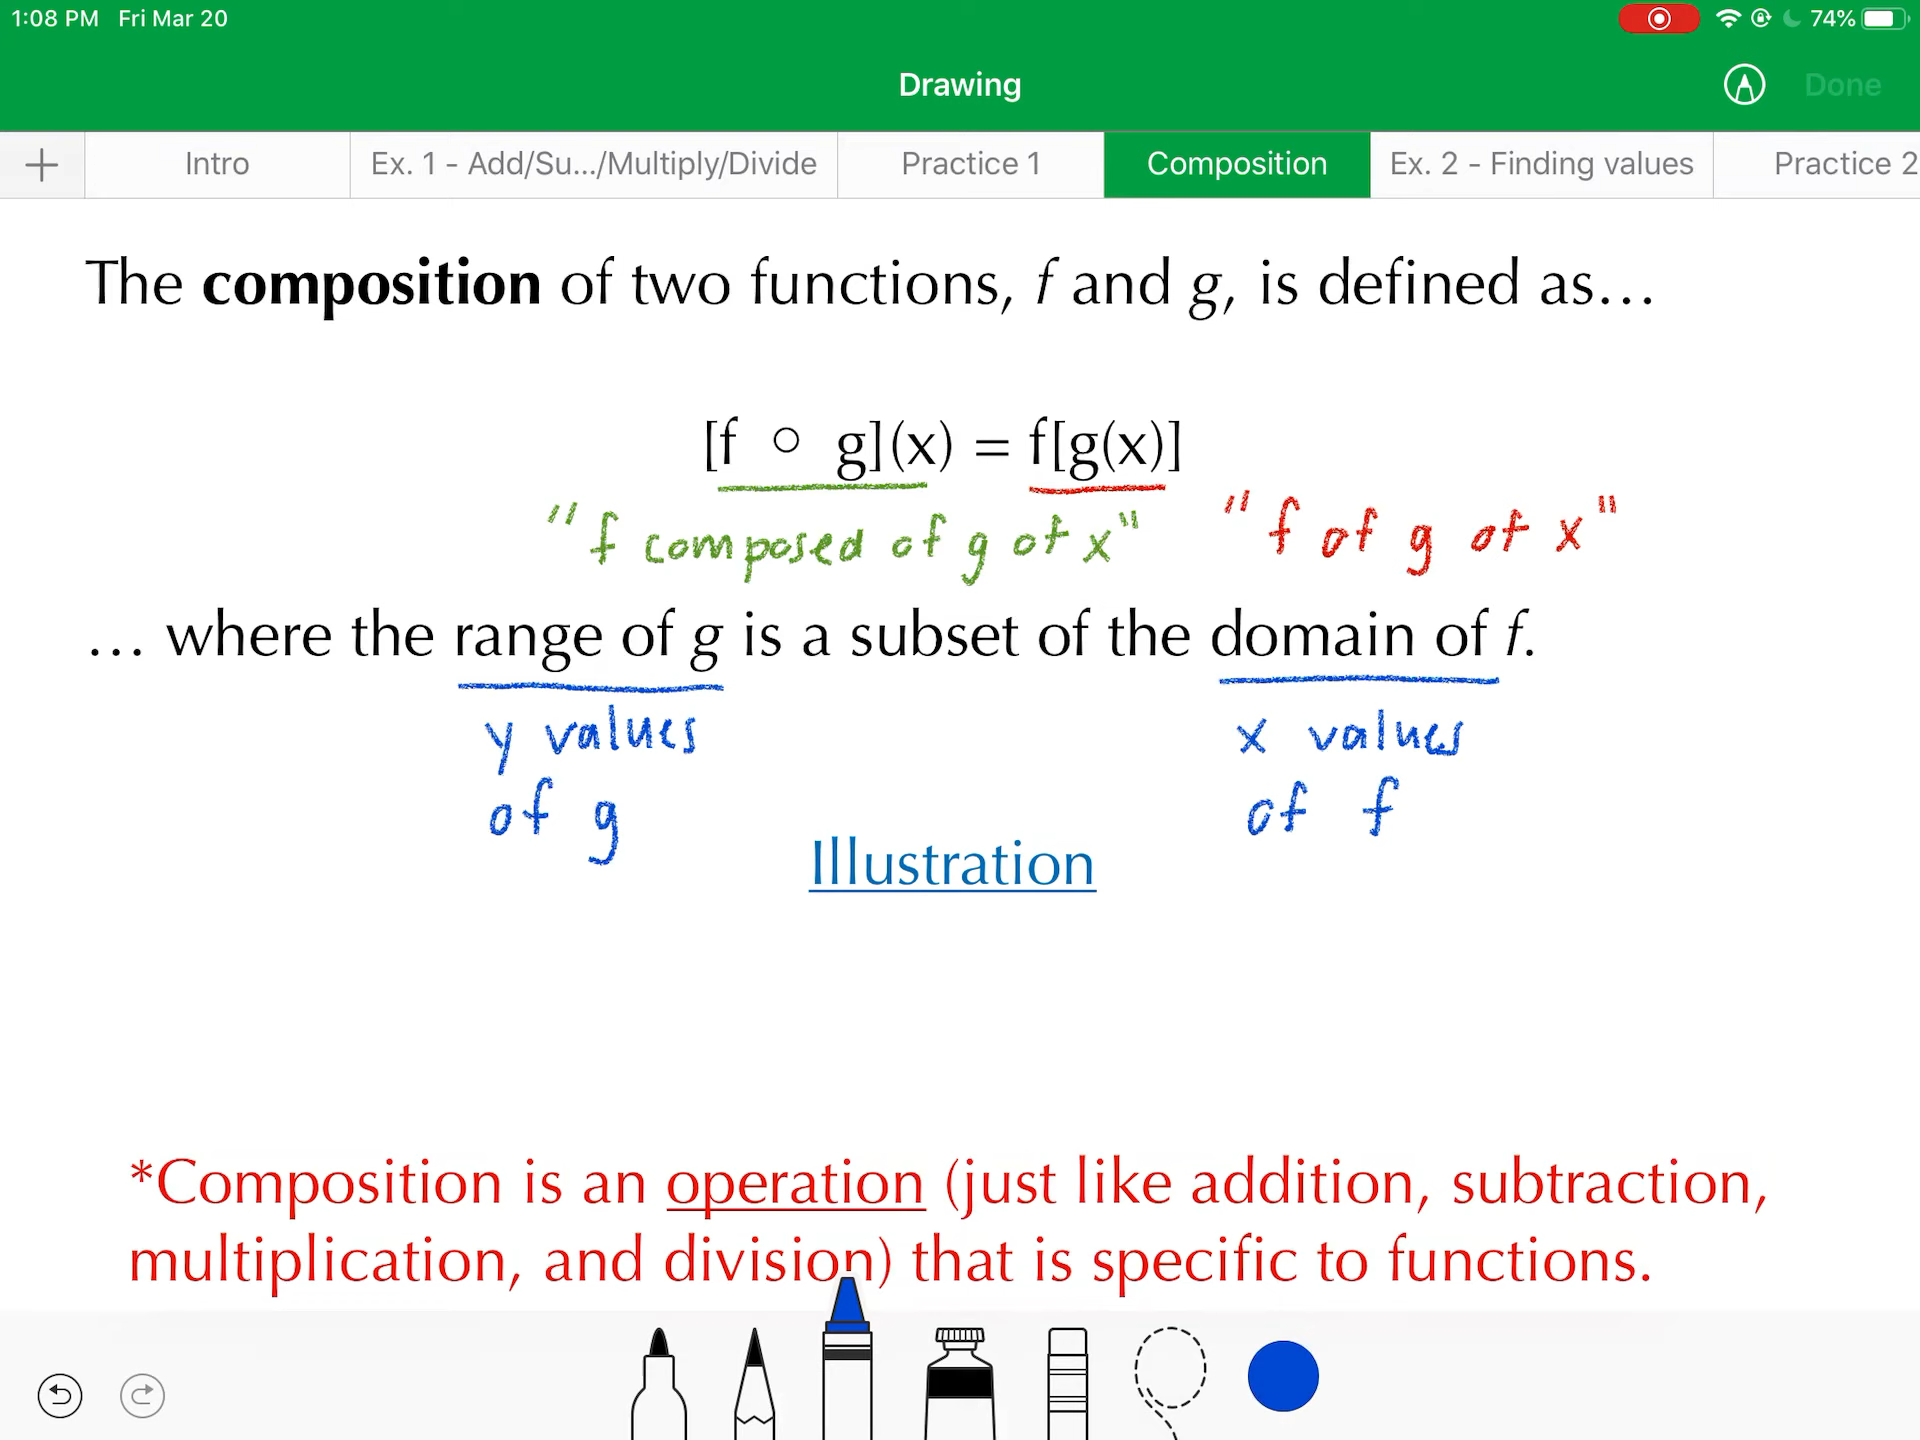 1:08 PM Fri Mar 20 74%
Drawing Done
Intro Ex. 1 - Add/Su.../Multiply/Divide Practice 1 Composition Ex. 2 - Finding values Practice 2
The composition of two functions, f and g, is defined as...
[f ○ g](x) = f[g(x)]
"f composed of g of x" "f of g of x"
... where the range of g is a subset of the domain of f.
y values x values
of g of f
Illustration
*Composition is an operation (just like addition, subtraction,
multiplication, and division) that is specific to functions.